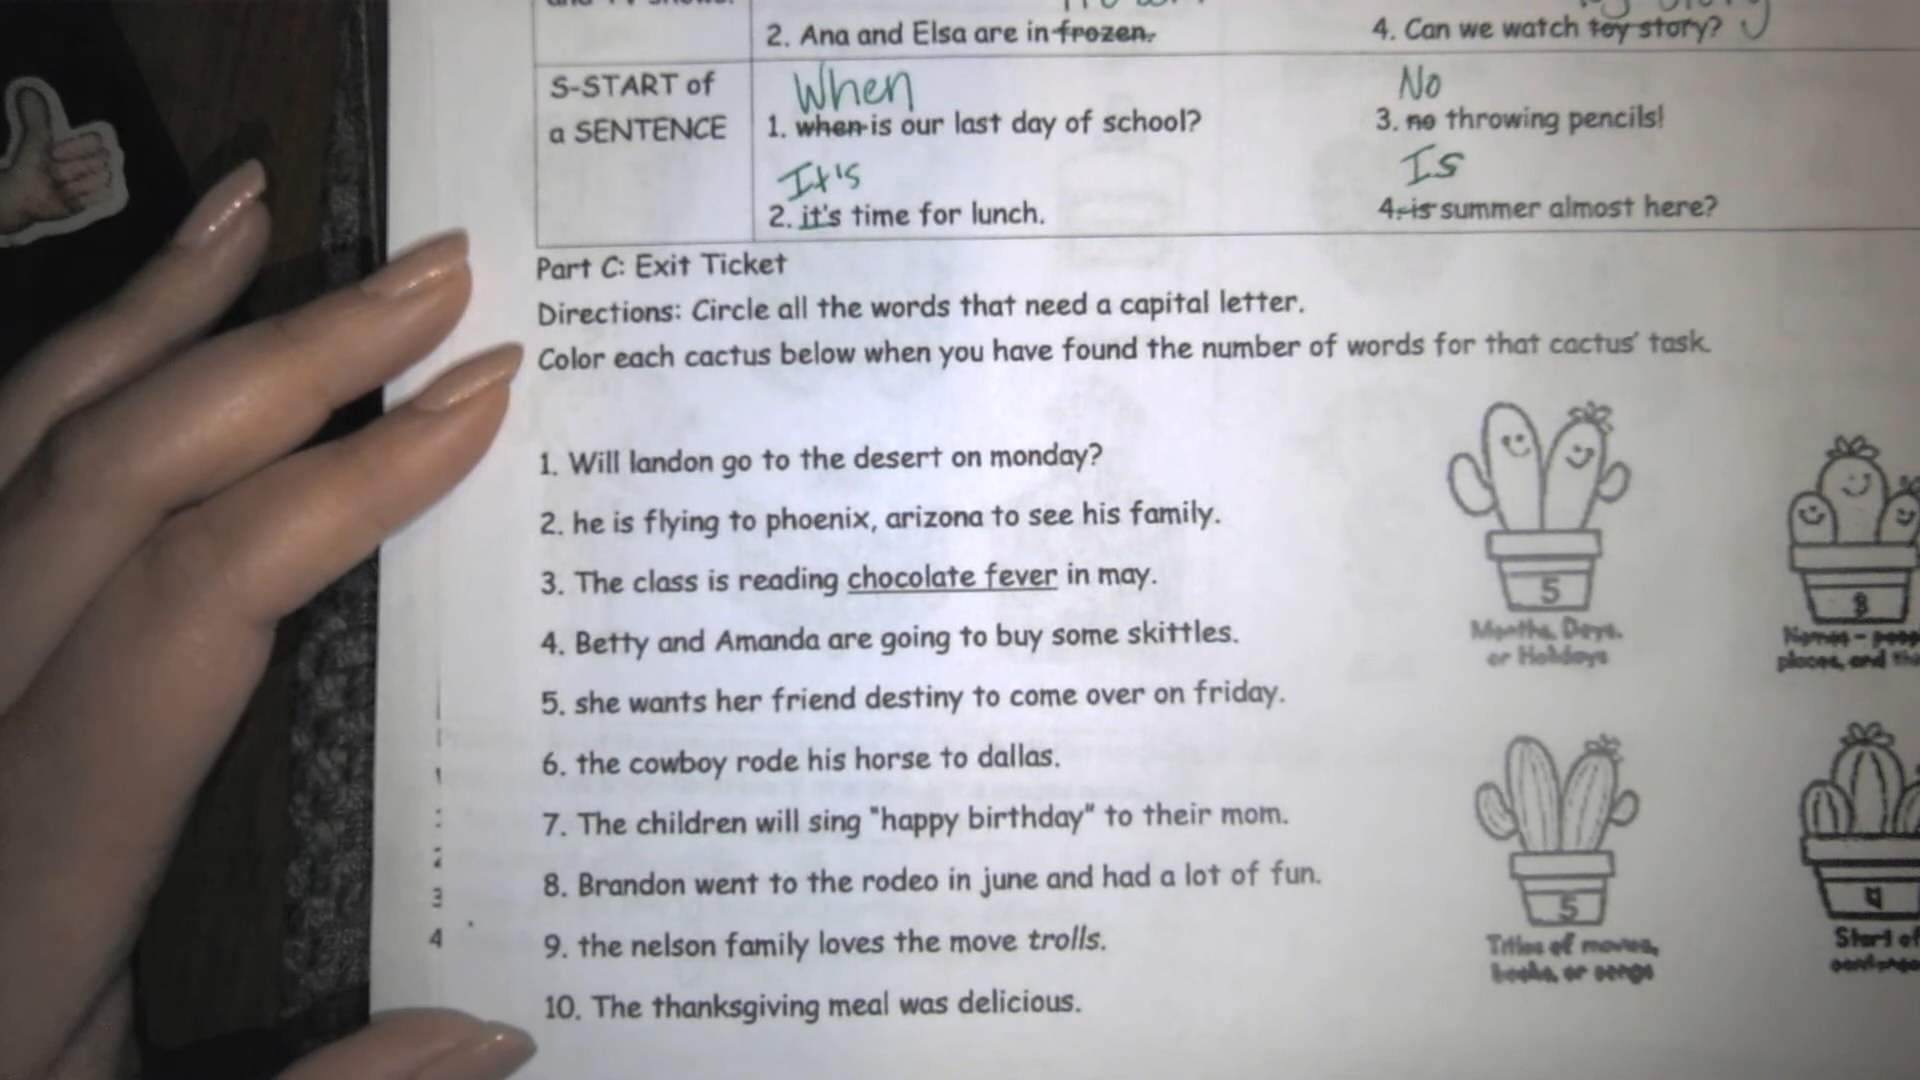 2. Ana and Elsa are in frozen.
4. Can we watch toy story?
S-START of
a SENTENCE
When
1. when is our last day of school?
No
3. no throwing pencils!
It's
2. it's time for lunch.
Is
4. is summer almost here?
Part C: Exit Ticket
Directions: Circle all the words that need a capital letter.
Color each cactus below when you have found the number of words for that cactus' task.
1. Will landon go to the desert on monday?
2. he is flying to phoenix, arizona to see his family.
3. The class is reading chocolate fever in may.
4. Betty and Amanda are going to buy some skittles.
5. she wants her friend destiny to come over on friday.
6. the cowboy rode his horse to dallas.
7. The children will sing "happy birthday" to their mom.
8. Brandon went to the rodeo in june and had a lot of fun.
9. the nelson family loves the move trolls.
10. The thanksgiving meal was delicious.
5
Months, Days,
or Holidays
8
Names -
places, and
5
Titles of movies,
books, or songs
4
Start of
2
3
4